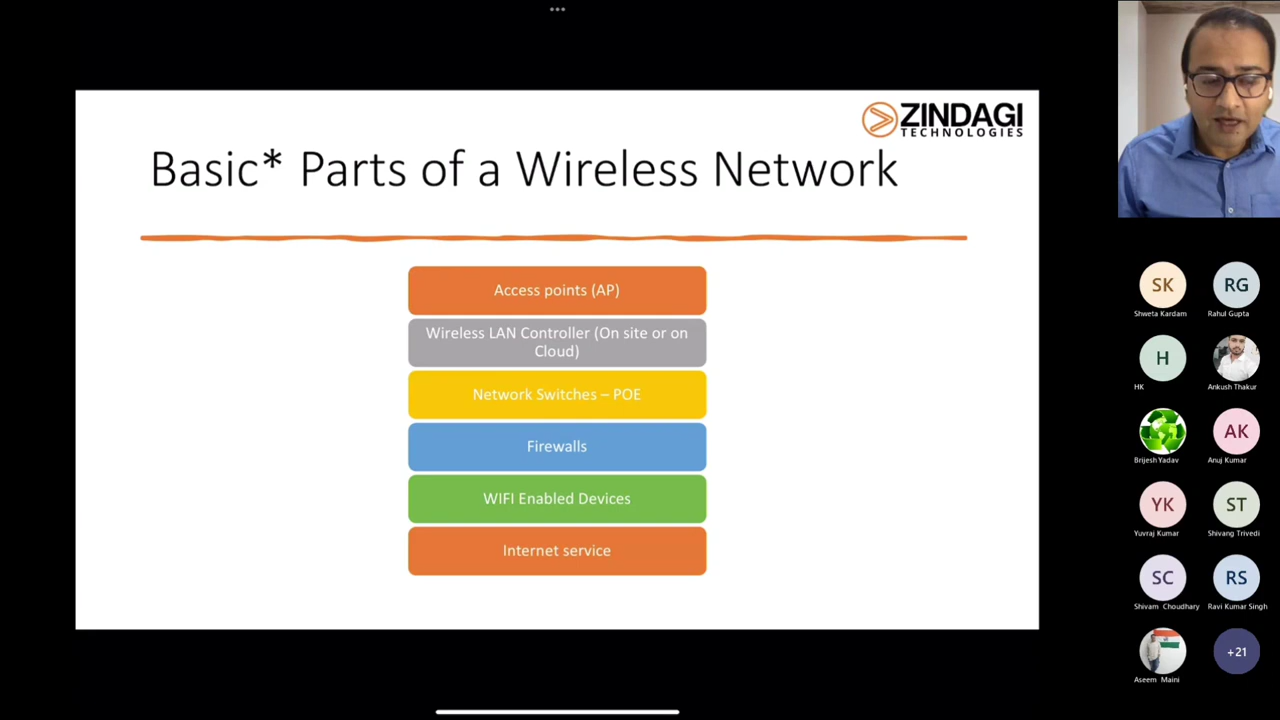 ZINDAGI
TECHNOLOGIES
Basic* Parts of a Wireless Network
Access points (AP)
Wireless LAN Controller (On site or on
Cloud)
Network Switches – POE
Firewalls
WIFI Enabled Devices
Internet service
SK
RG
Shweta Kardam
Rahul Gupta
H
HK
Ankush Thakur
AK
Brijesh Yadav
Anuj Kumar
YK
ST
Yuvraj Kumar
Shivang Trivedi
SC
RS
Shivam Choudhary
Ravi Kumar Singh
+21
Aseem Maini